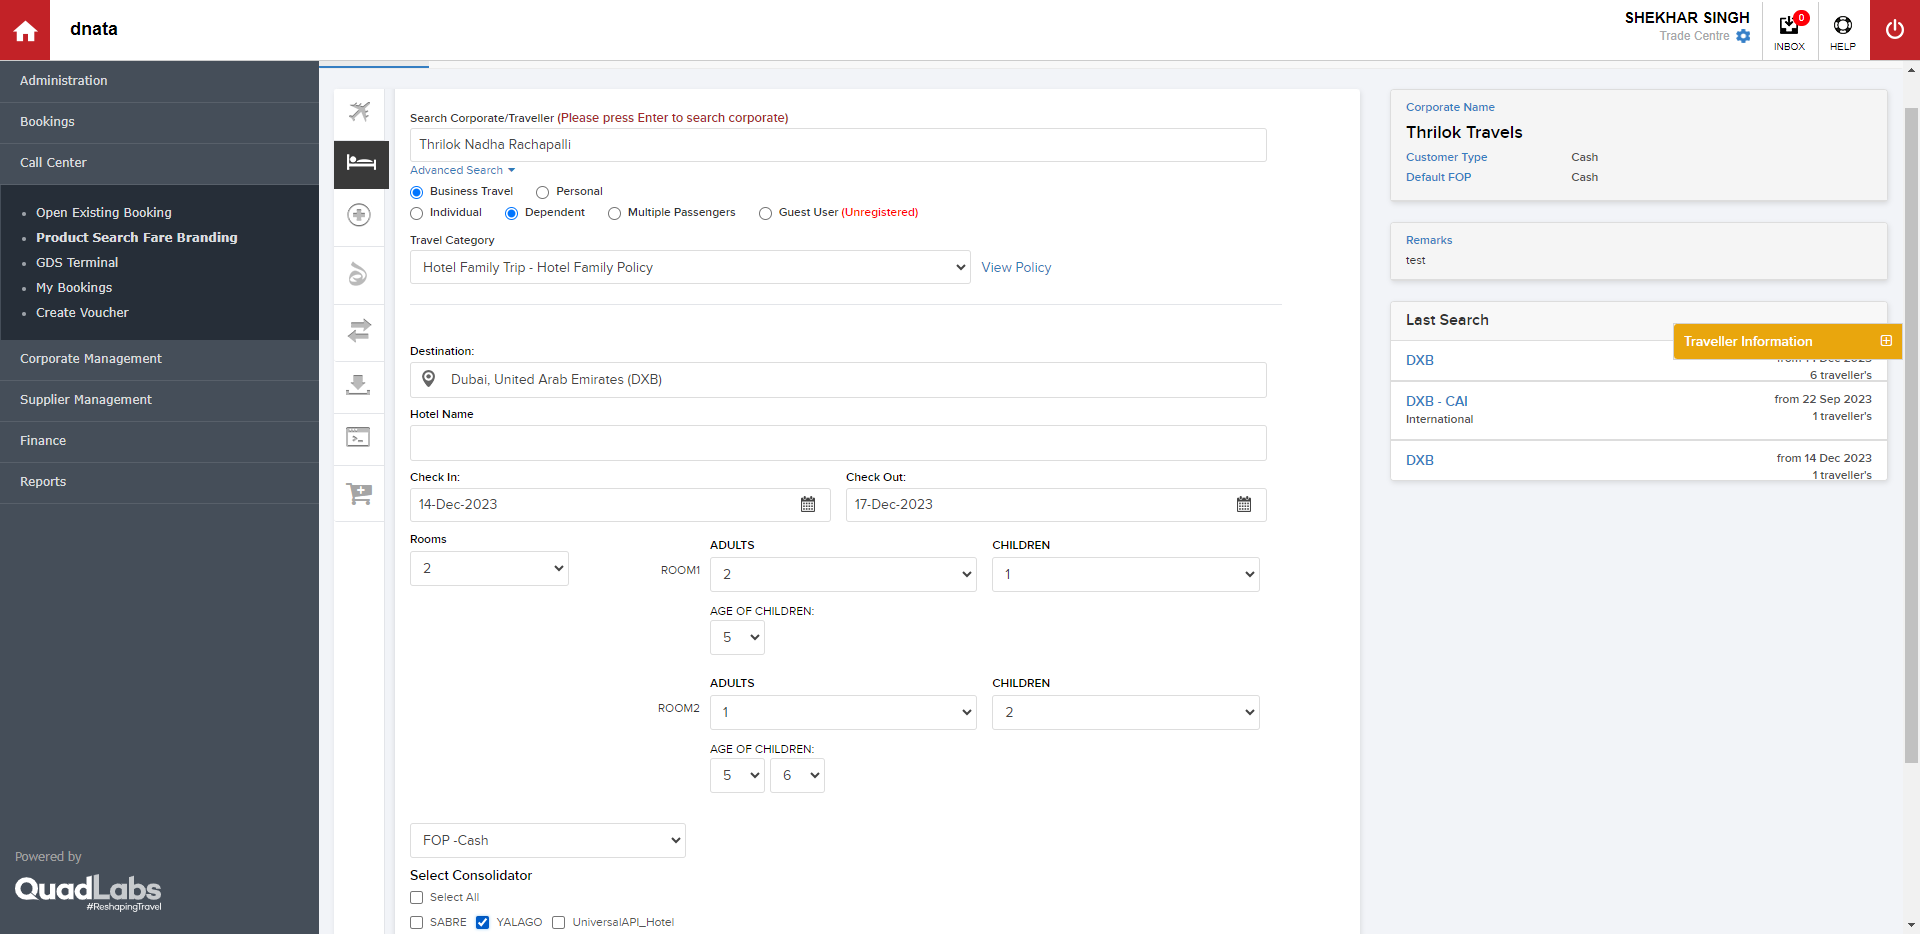 dnata
SHEKHAR SINGH
Trade Centre
0
INBOX
HELP
Administration
Bookings
Call Center
Open Existing Booking
Product Search Fare Branding
GDS Terminal
My Bookings
Create Voucher
Corporate Management
Supplier Management
Finance
Reports
Powered by
QuadLabs
#ReshapingTravel
Search Corporate/Traveller (Please press Enter to search corporate)
Thrilok Nadha Rachapalli
Advanced Search
Business Travel Personal
Individual Dependent Multiple Passengers Guest User (Unregistered)
Travel Category
Hotel Family Trip - Hotel Family Policy View Policy
Destination:
Dubai, United Arab Emirates (DXB)
Hotel Name
Check In: Check Out:
14-Dec-2023 17-Dec-2023
Rooms
2
ADULTS CHILDREN
ROOM1 2 1
AGE OF CHILDREN:
5
ADULTS CHILDREN
ROOM2 1 2
AGE OF CHILDREN:
5 6
FOP -Cash
Select Consolidator
Select All
SABRE YALAGO UniversalAPI_Hotel
Corporate Name
Thrilok Travels
Customer Type Cash
Default FOP Cash
Remarks
test
Last Search
Traveller Information
DXB
6 traveller's
DXB - CAI from 22 Sep 2023
International 1 traveller's
DXB from 14 Dec 2023
1 traveller's